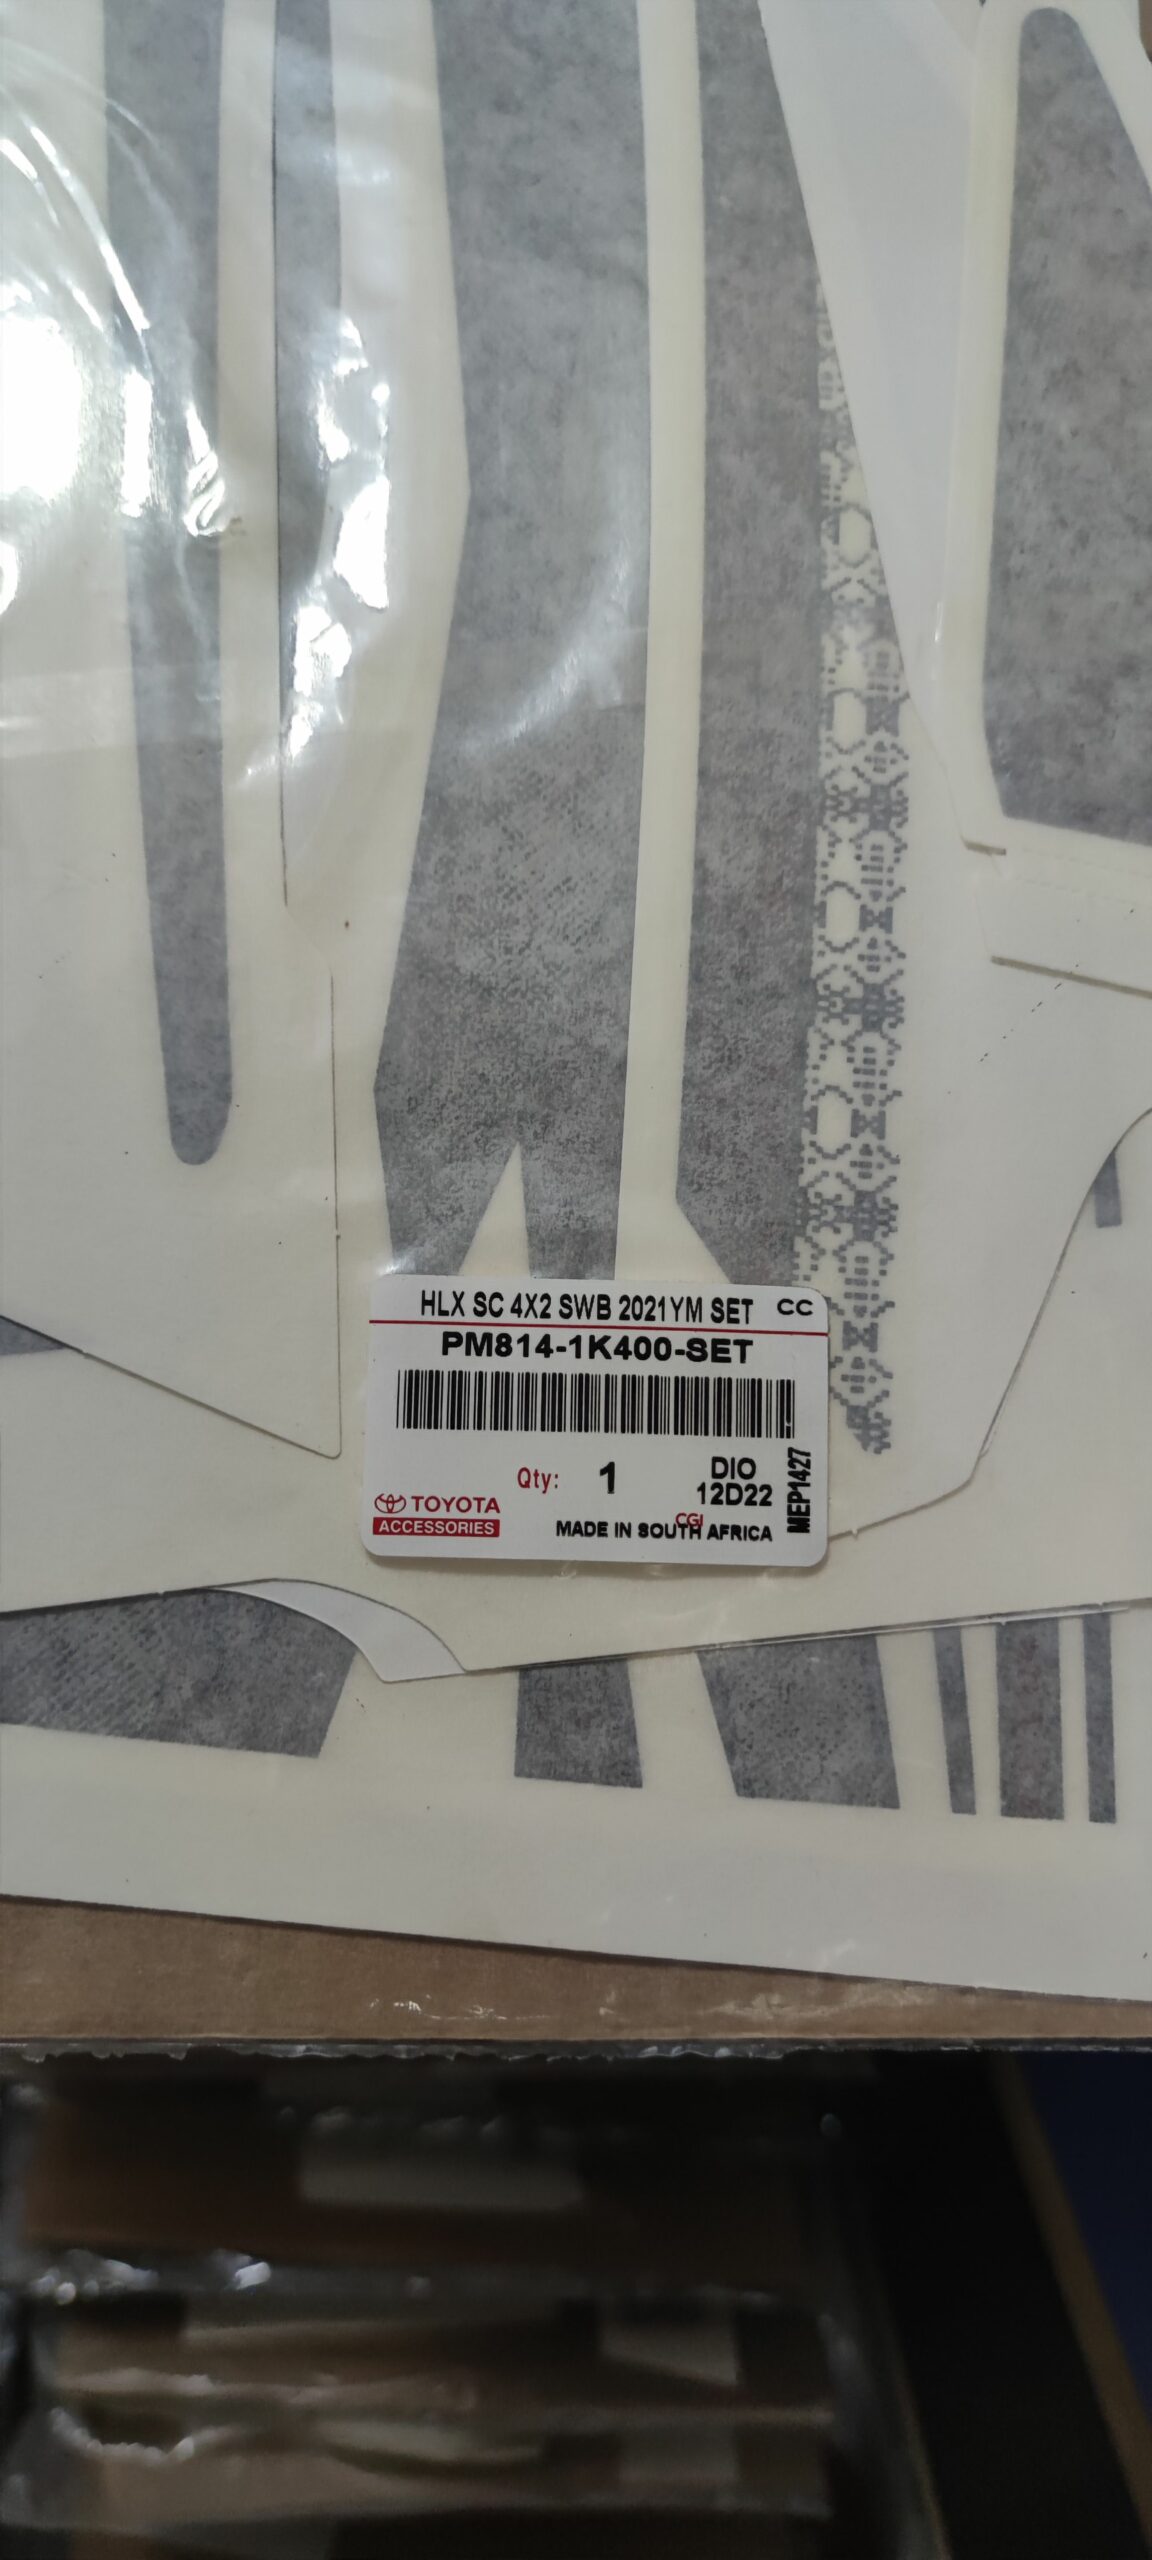 HLX SC 4X2 SWB 2021YM SET CC
PM814-1K400-SET
Qty: 1
DIO
12D22
MEP1427
TOYOTA
ACCESSORIES
CGI
MADE IN SOUTH AFRICA